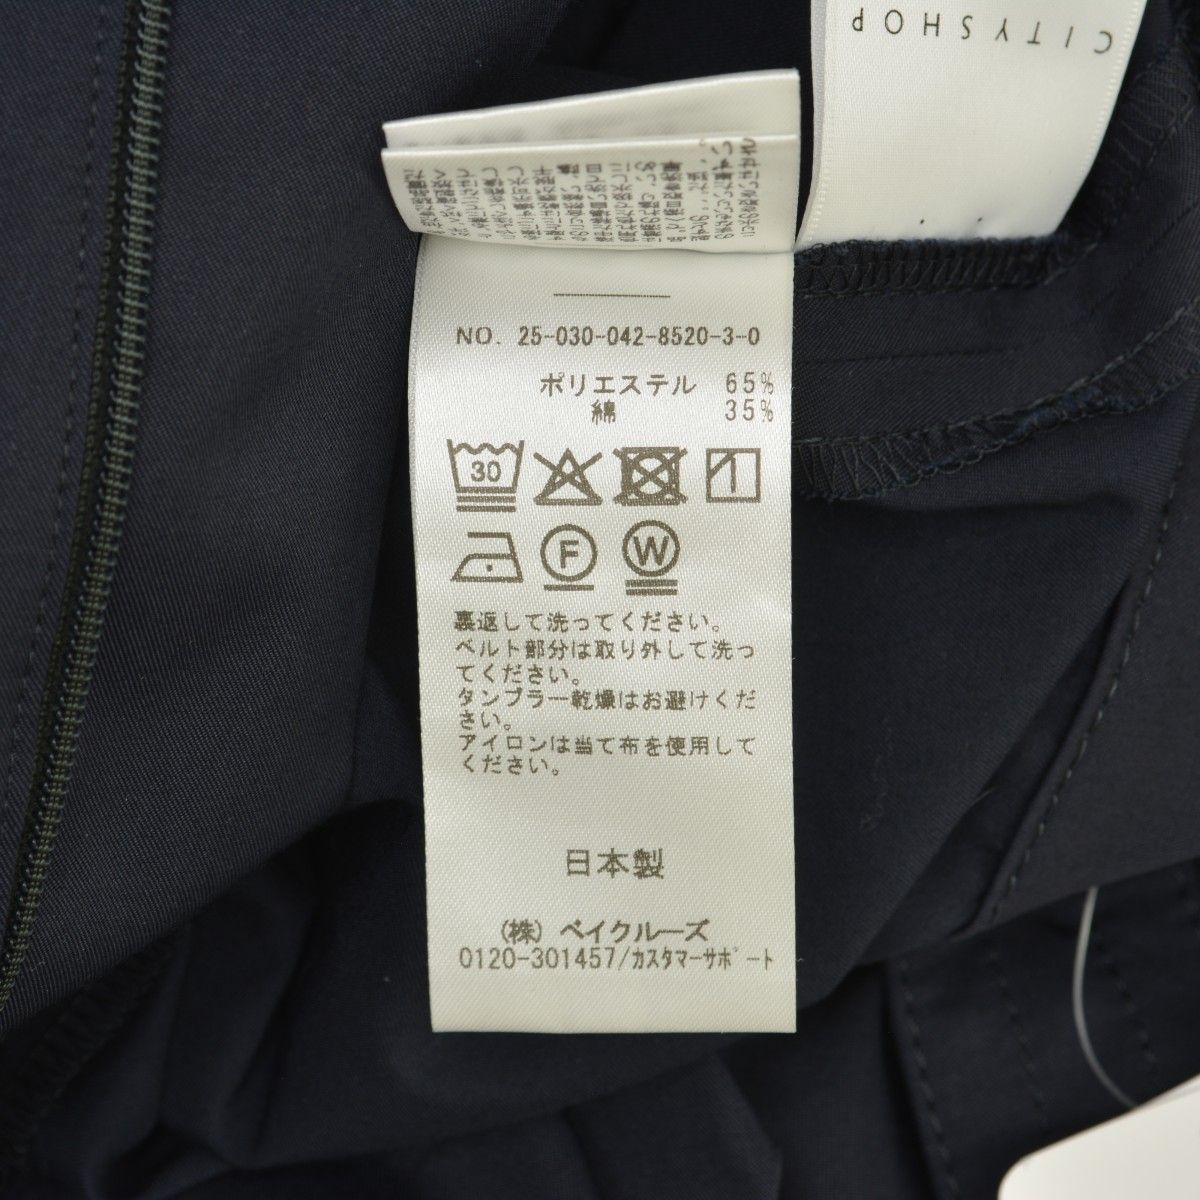 CITYSHOP
NO. 25-030-042-8520-3-0
ポリエステル 65%
綿 35%
30
F W
裏返して洗ってください。
ベルト部分は取り外して洗っ
てください。
タンブラー乾燥はお避けくだ
さい。
アイロンは当て布を使用して
ください。
日本製
(株) ベイクルーズ
0120-301457/カスタマーサポート